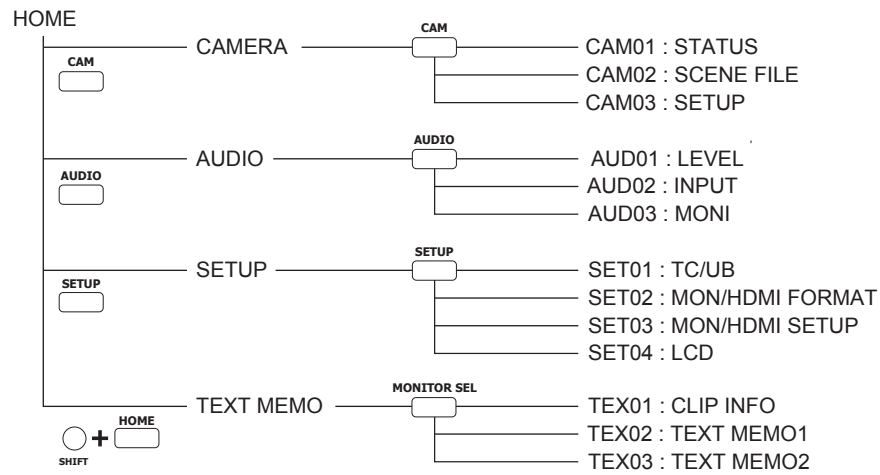 HOME
CAMERA
CAM
CAM
CAM01 : STATUS
CAM02 : SCENE FILE
CAM03 : SETUP
AUDIO
AUDIO
AUDIO
AUD01 : LEVEL
AUD02 : INPUT
AUD03 : MONI
SETUP
SETUP
SETUP
SET01 : TC/UB
SET02 : MON/HDMI FORMAT
SET03 : MON/HDMI SETUP
SET04 : LCD
TEXT MEMO
SHIFT + HOME
MONITOR SEL
TEX01 : CLIP INFO
TEX02 : TEXT MEMO1
TEX03 : TEXT MEMO2